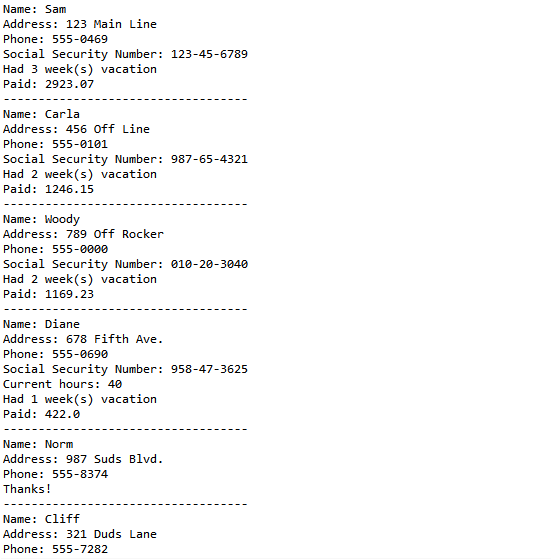 Name: Sam
Address: 123 Main Line
Phone: 555-0469
Social Security Number: 123-45-6789
Had 3 week(s) vacation
Paid: 2923.07
-----------------------------------
Name: Carla
Address: 456 Off Line
Phone: 555-0101
Social Security Number: 987-65-4321
Had 2 week(s) vacation
Paid: 1246.15
-----------------------------------
Name: Woody
Address: 789 Off Rocker
Phone: 555-0000
Social Security Number: 010-20-3040
Had 2 week(s) vacation
Paid: 1169.23
-----------------------------------
Name: Diane
Address: 678 Fifth Ave.
Phone: 555-0690
Social Security Number: 958-47-3625
Current hours: 40
Had 1 week(s) vacation
Paid: 422.0
-----------------------------------
Name: Norm
Address: 987 Suds Blvd.
Phone: 555-8374
Thanks!
-----------------------------------
Name: Cliff
Address: 321 Duds Lane
Phone: 555-7282